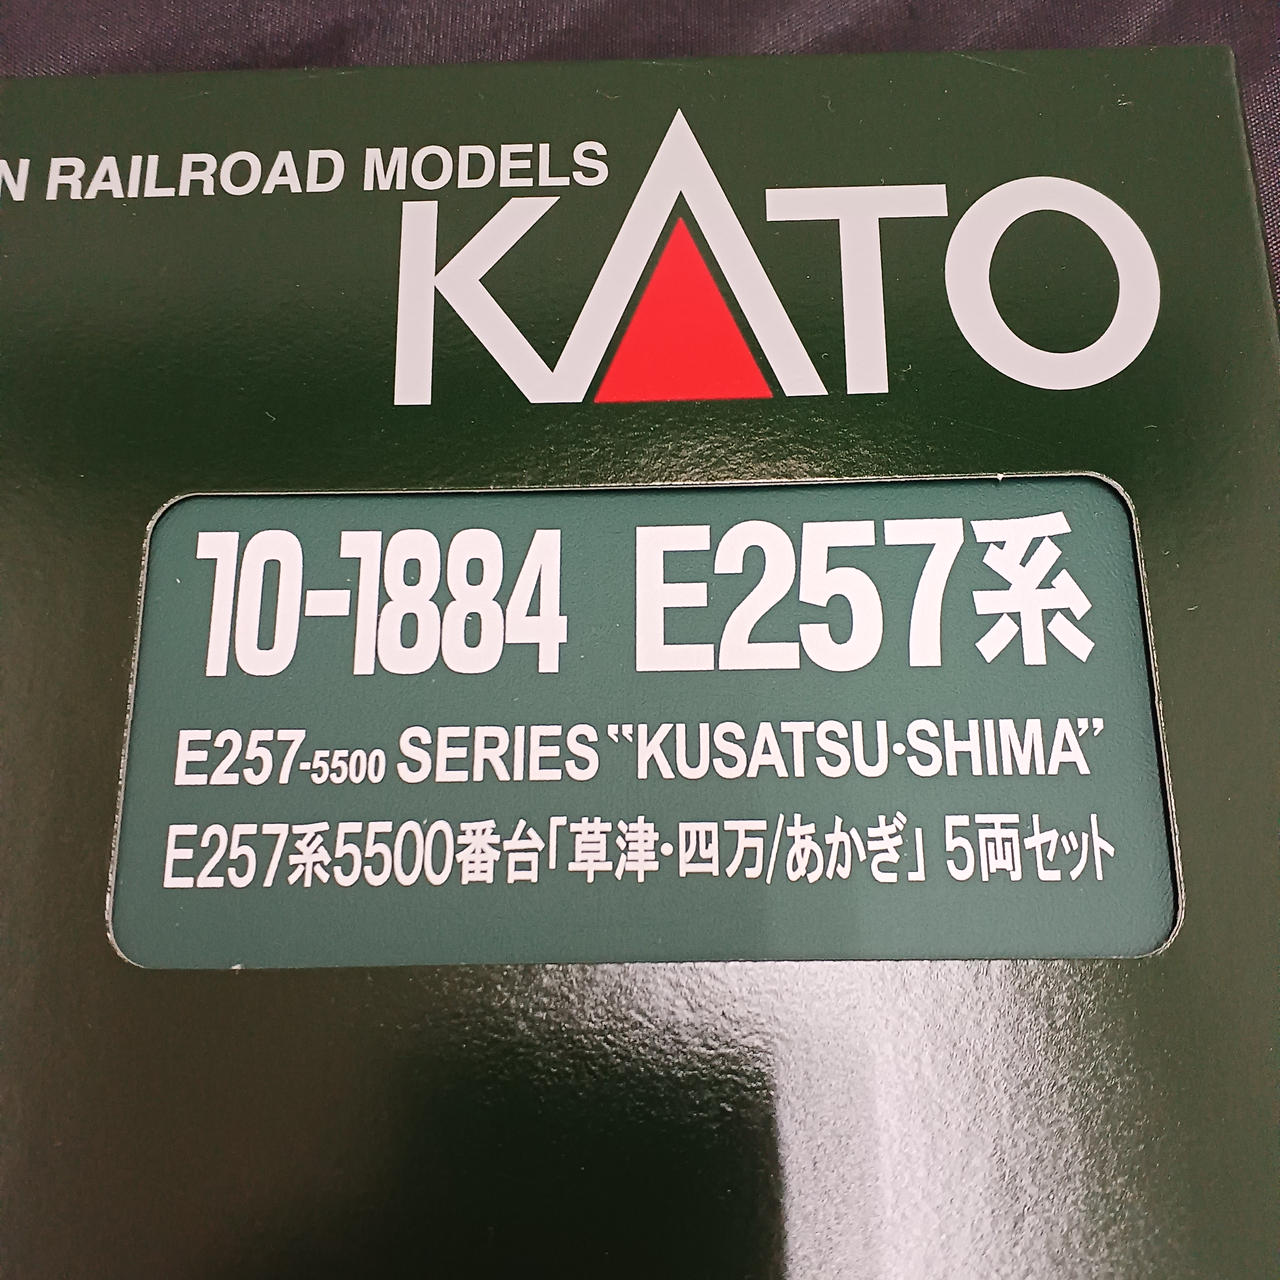 N RAILROAD MODELS
KATO
10-1884 E257系
E257-5500 SERIES “KUSATSU・SHIMA”
E257系5500番台「草津・四万/あかぎ」 5両セット